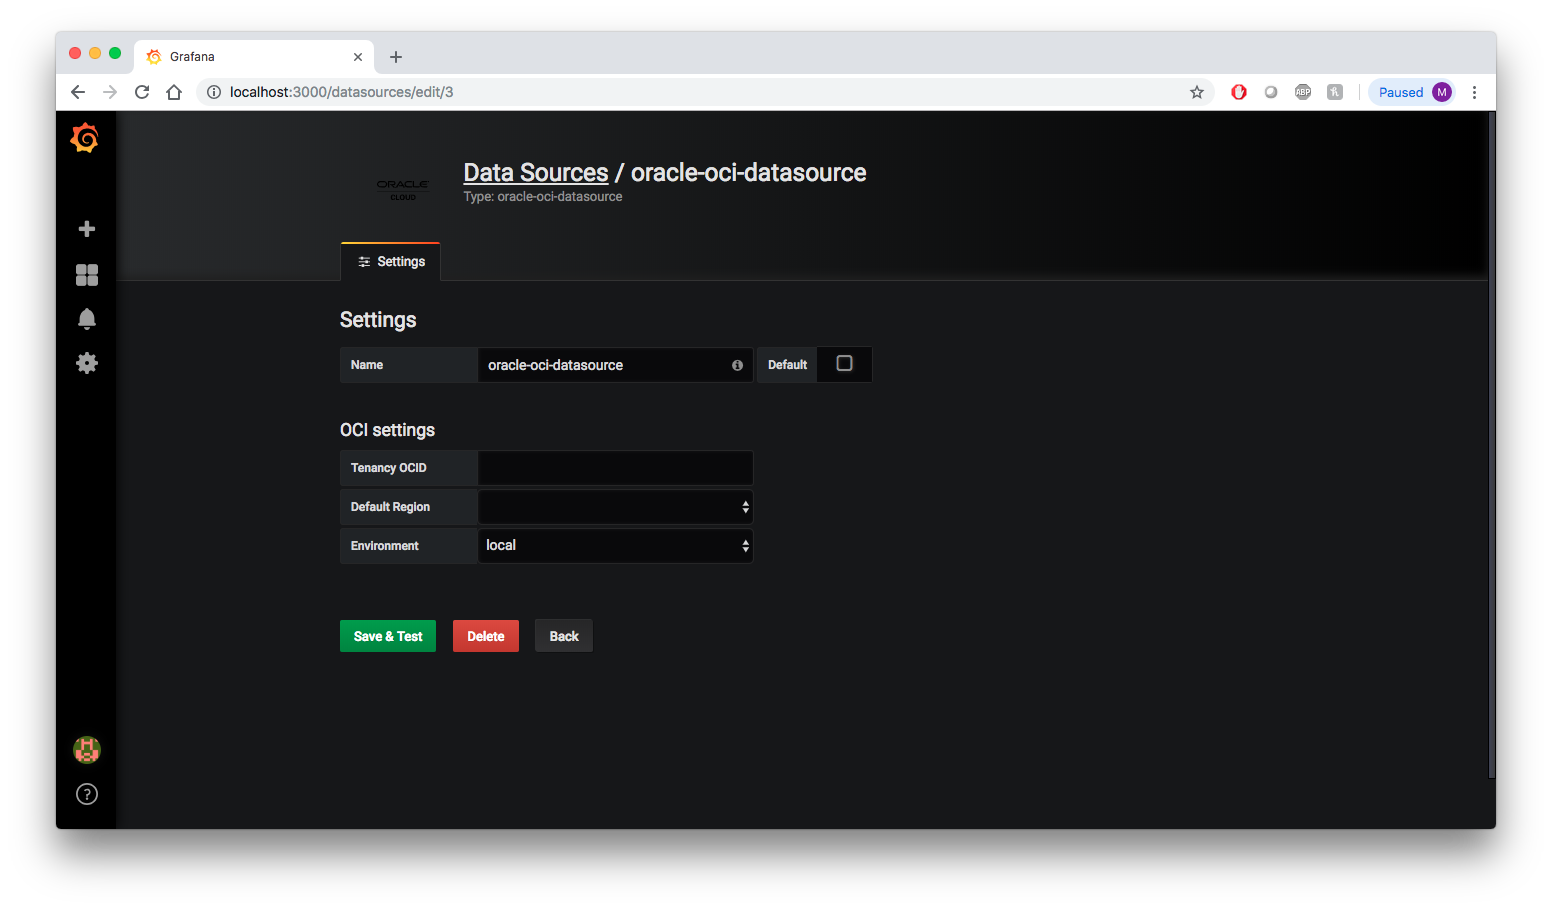 Grafana
localhost:3000/datasources/edit/3
ABP
Paused M
ORACLE
CLOUD
Data Sources / oracle-oci-datasource
Type: oracle-oci-datasource
Settings
Settings
Name oracle-oci-datasource Default
OCI settings
Tenancy OCID
Default Region
Environment local
Save & Test Delete Back